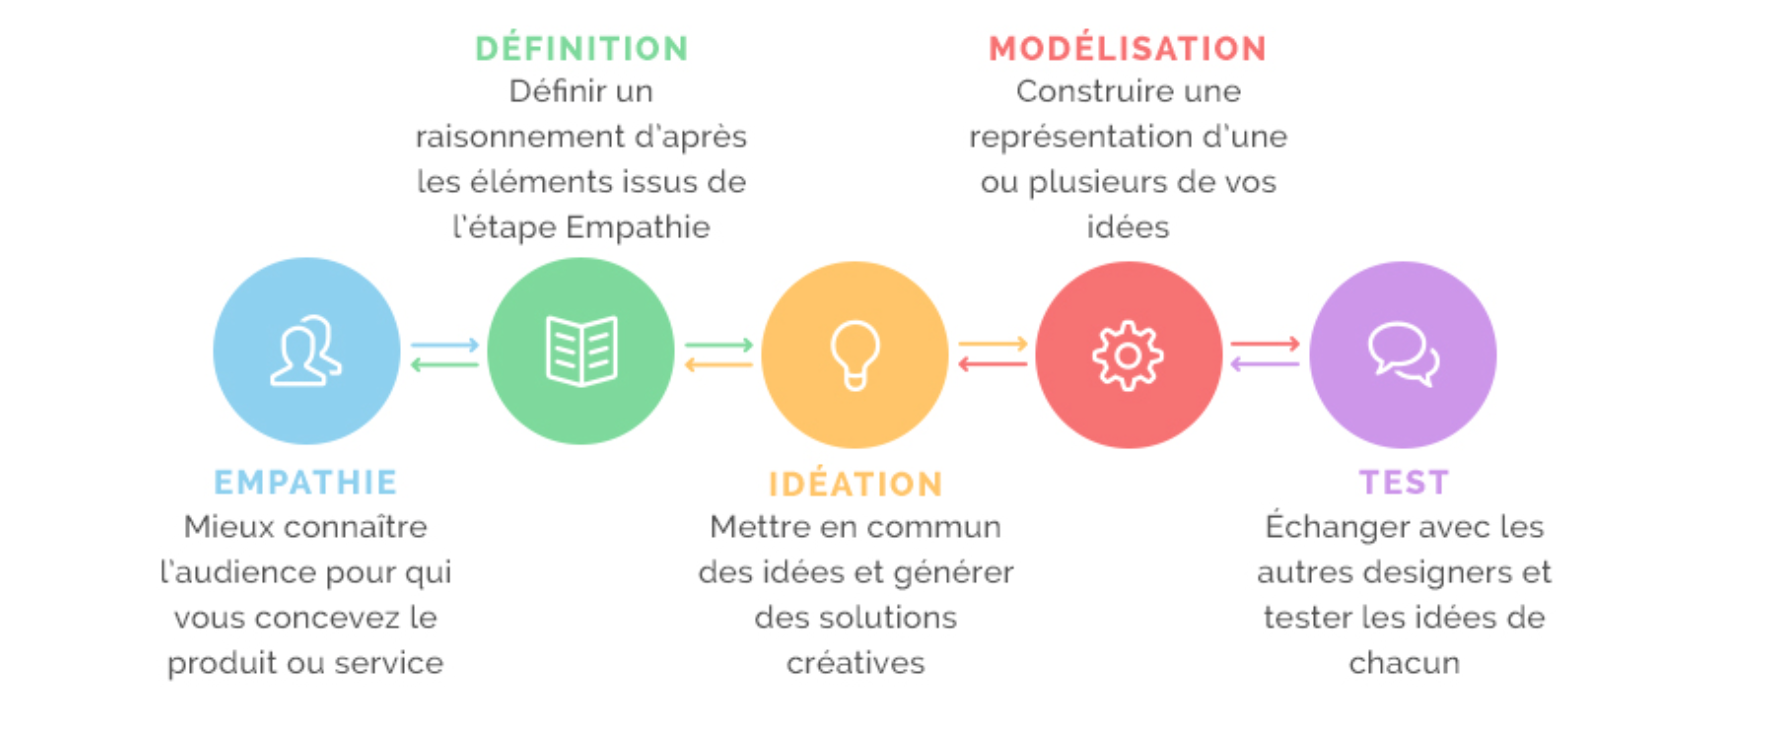 DÉFINITION
Définir un
raisonnement d'après
les éléments issus de
l'étape Empathie
MODÉLISATION
Construire une
représentation d'une
ou plusieurs de vos
idées
EMPATHIE
Mieux connaître
l'audience pour qui
vous concevez le
produit ou service
IDÉATION
Mettre en commun
des idées et générer
des solutions
créatives
TEST
Échanger avec les
autres designers et
tester les idées de
chacun